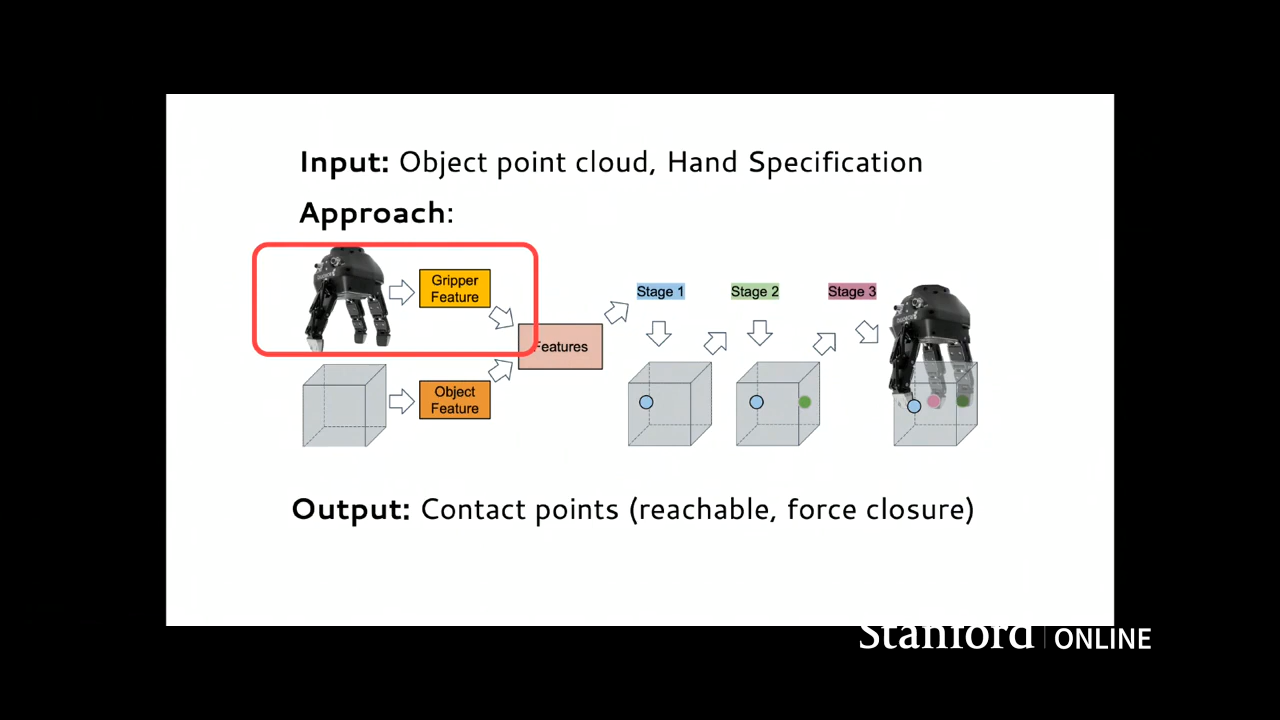 Input: Object point cloud, Hand Specification
Approach:
Gripper
Feature
Features
Object
Feature
Stage 1
Stage 2
Stage 3
Output: Contact points (reachable, force closure)
Stanford ONLINE